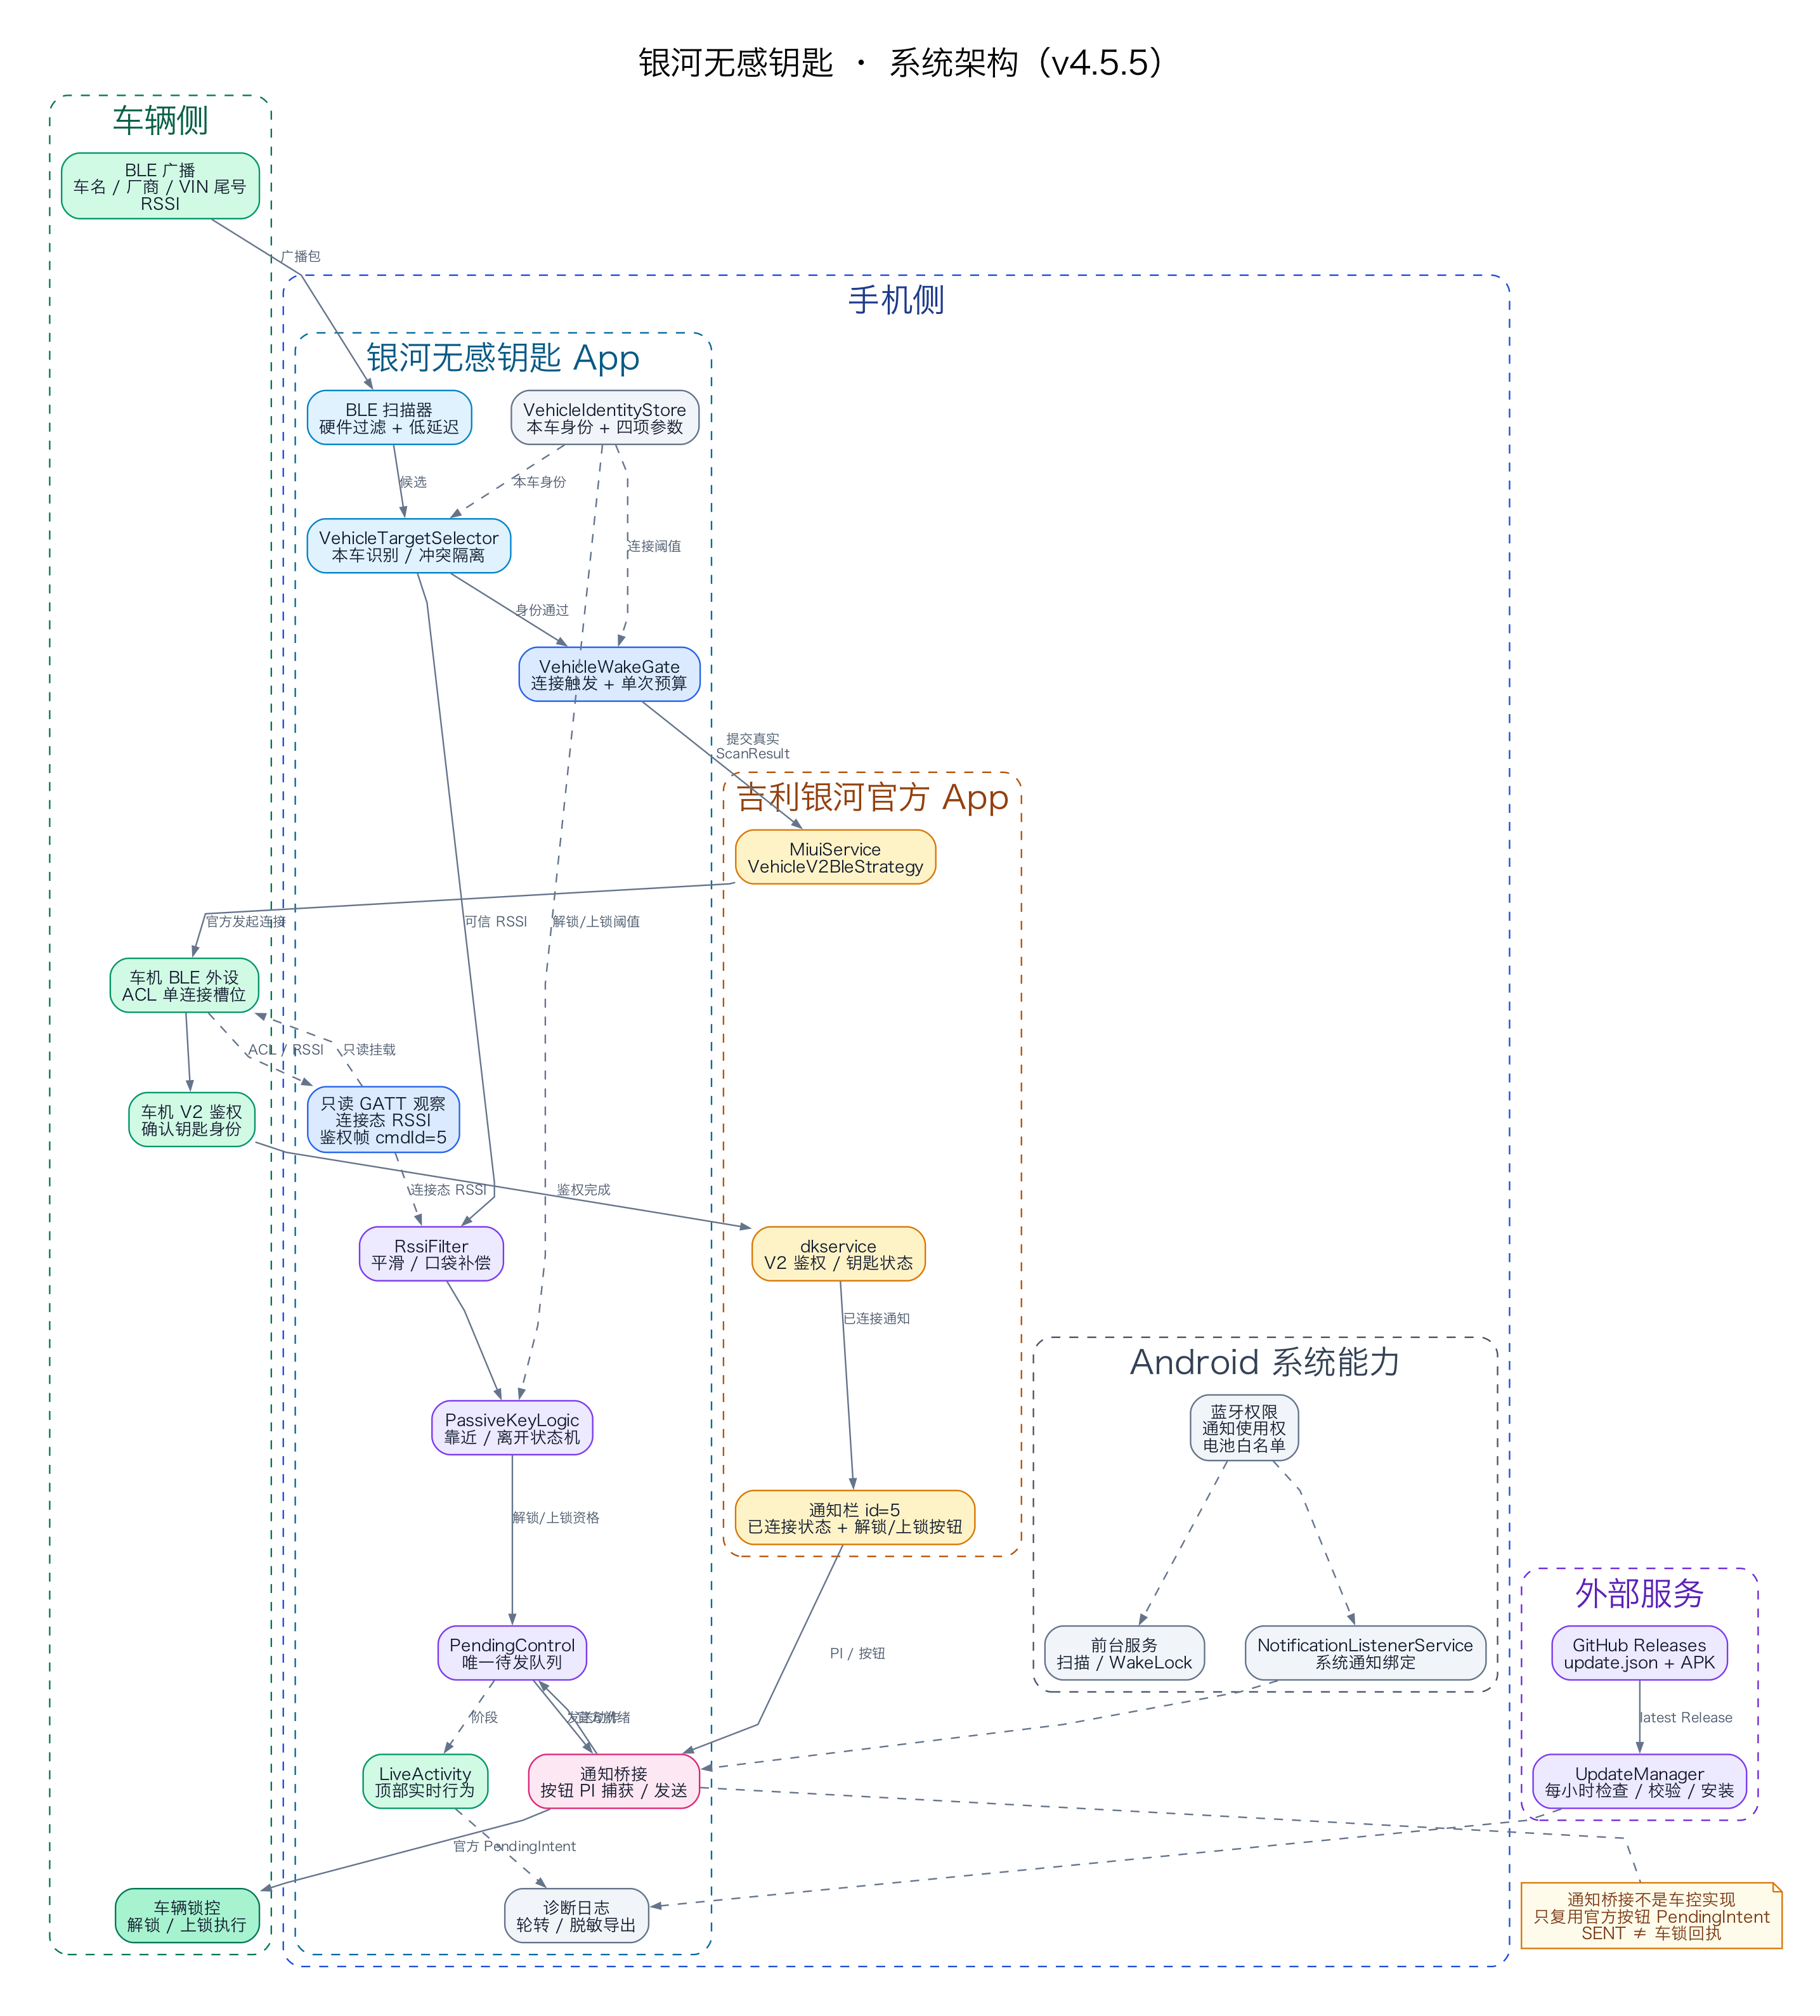 银河无感钥匙 · 系统架构（v4.5.5）
车辆侧
BLE 广播
车名 / 厂商 / VIN 尾号
RSSI
广播包
手机侧
银河无感钥匙 App
BLE 扫描器
硬件过滤 + 低延迟
VehicleIdentityStore
本车身份 + 四项参数
候选
本车身份
VehicleTargetSelector
本车识别 / 冲突隔离
连接阈值
身份通过
VehicleWakeGate
连接触发 + 单次预算
提交真实
ScanResult
吉利银河官方 App
MiuiService
VehicleV2BleStrategy
官方发起连接
可信 RSSI
解锁/上锁阈值
车机 BLE 外设
ACL 单连接槽位
ACL / RSSI
只读挂载
车机 V2 鉴权
确认钥匙身份
只读 GATT 观察
连接态 RSSI
鉴权帧 cmdId=5
连接态 RSSI
鉴权完成
RssiFilter
平滑 / 口袋补偿
dkservice
V2 鉴权 / 钥匙状态
已连接通知
Android 系统能力
蓝牙权限
通知使用权
电池白名单
PassiveKeyLogic
靠近 / 离开状态机
解锁/上锁资格
通知栏 id=5
已连接状态 + 解锁/上锁按钮
外部服务
PendingControl
唯一待发队列
PI / 按钮
前台服务
扫描 / WakeLock
NotificationListenerService
系统通知绑定
GitHub Releases
update.json + APK
阶段
latest Release
LiveActivity
顶部实时行为
通知桥接
按钮 PI 捕获 / 发送
UpdateManager
每小时检查 / 校验 / 安装
官方 PendingIntent
车辆锁控
解锁 / 上锁执行
诊断日志
轮转 / 脱敏导出
通知桥接不是车控实现
只复用官方按钮 PendingIntent
SENT ≠ 车锁回执